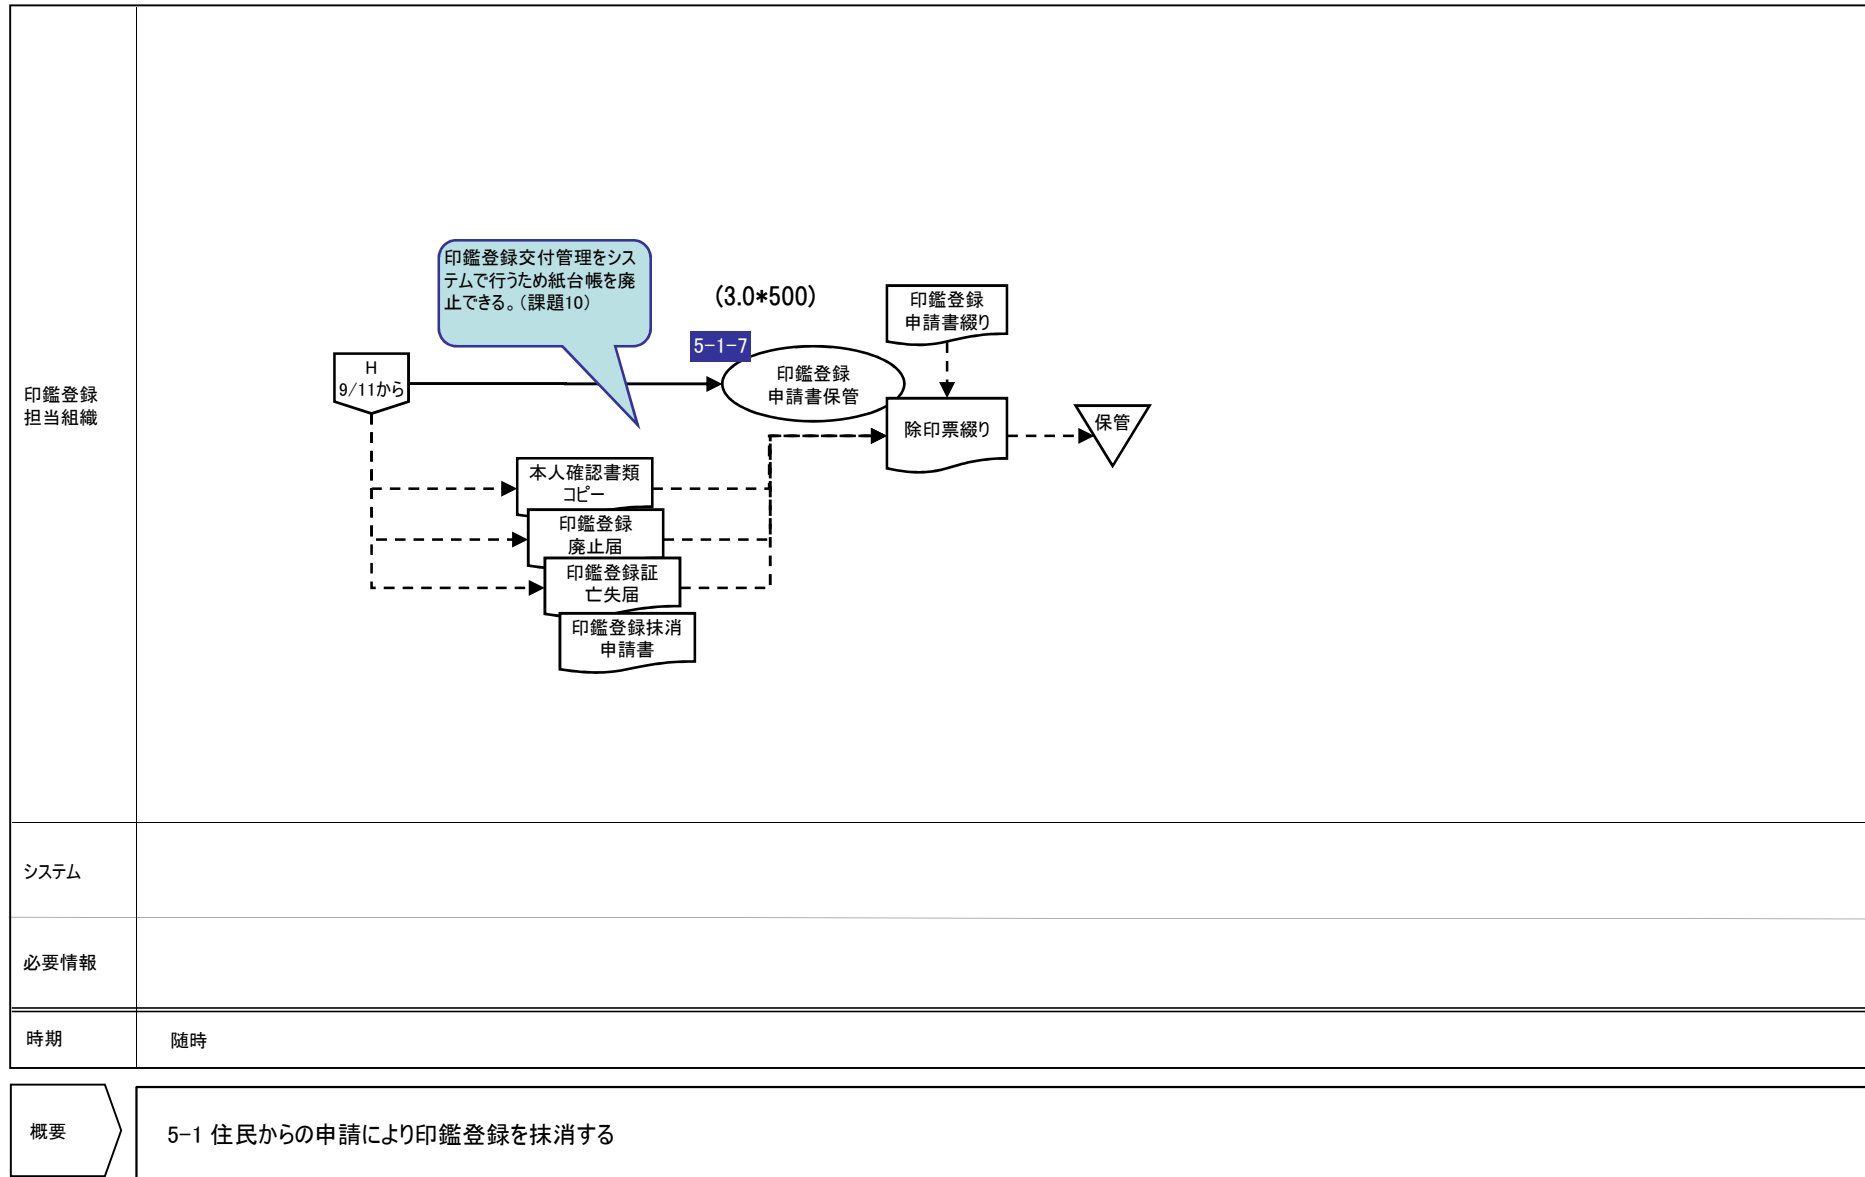 印鑑登録交付管理をシス
テムで行うため紙台帳を廃
止できる。（課題10）
(3.0*500)
印鑑登録
申請書綴り
5-1-7
H
9/11から
印鑑登録
申請書保管
印鑑登録
担当組織
除印票綴り
保管
本人確認書類
コピー
印鑑登録
廃止届
印鑑登録証
亡失届
印鑑登録抹消
申請書
システム
必要情報
時期
随時
概要
5-1 住民からの申請により印鑑登録を抹消する